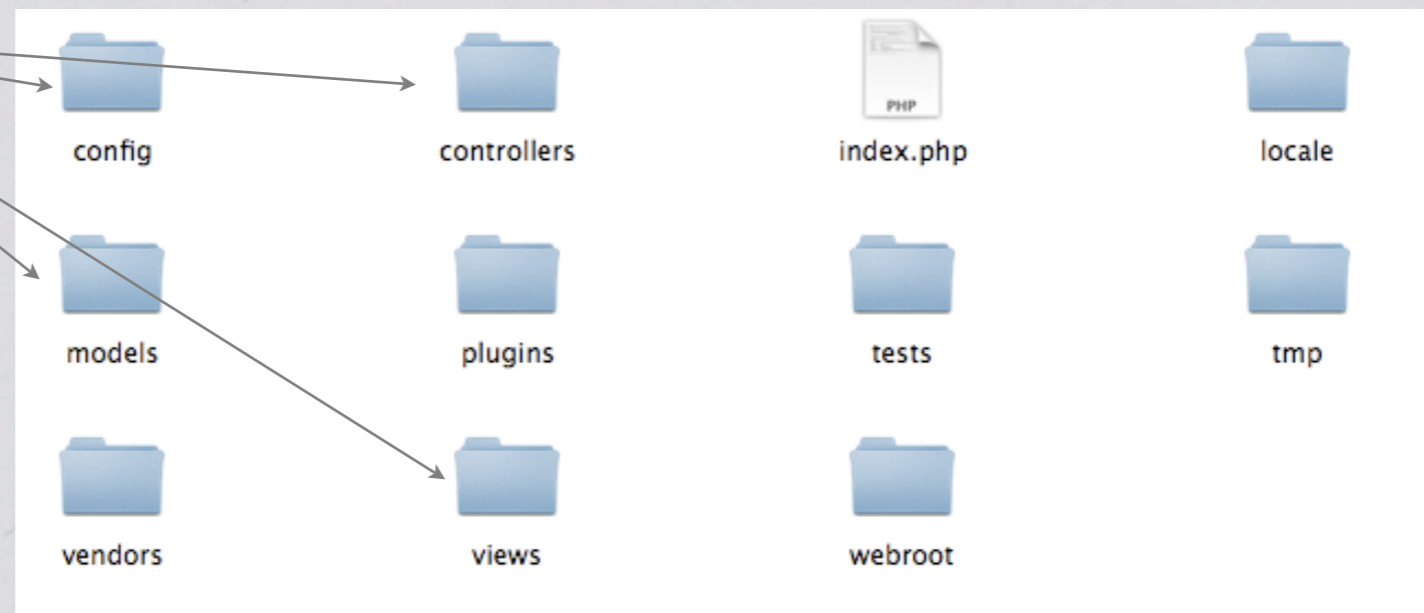 PHP
config controllers index.php locale
models plugins tests tmp
vendors views webroot